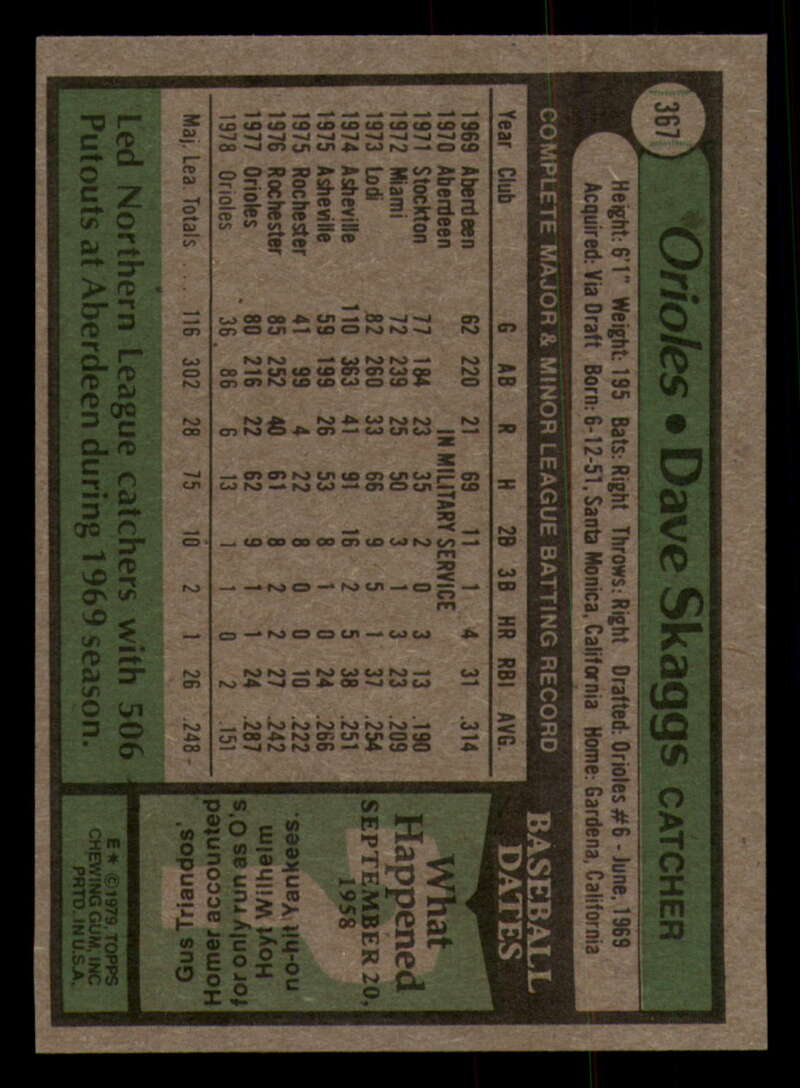 367
Orioles • Dave Skaggs CATCHER
Height: 6'1" Weight: 195 Bats: Right Throws: Right Drafted: Orioles #6 - June, 1969
Acquired: Via Draft Born: 6-12-51, Santa Monica, California Home: Gardena, California
COMPLETE MAJOR & MINOR LEAGUE BATTING RECORD
Year Club G AB R H 2B 3B HR RBI AVG.
1969 Aberdeen 62 220 21 69 11 1 4 31 .314
1970 Aberdeen IN MILITARY SERVICE
1971 Stockton 77 184 23 35 2 0 3 13 .190
1972 Miami 72 239 25 50 3 1 3 23 .209
1973 Lodi 82 260 33 66 9 5 1 37 .254
1974 Asheville 110 363 41 91 16 2 5 38 .251
1975 Asheville 59 199 26 53 8 1 0 24 .266
1975 Rochester 41 99 4 22 8 0 0 10 .222
1976 Rochester 85 252 40 61 8 2 2 27 .242
1977 Orioles 80 216 22 62 9 1 1 24 .287
1978 Orioles 36 86 6 13 1 1 0 2 .151
Maj. Lea Totals . . . 116 302 28 75 10 2 1 26 .248
Led Northern League catchers with 506
Putouts at Aberdeen during 1969 season.
BASEBALL
DATES
What
Happened
SEPTEMBER 20,
1958
Gus Triandos'
Homer accounted
for only run as O's
Hoyt Wilhelm
no-hit Yankees.
E* ©1979, TOPPS
CHEWING GUM, INC
PRTD. IN U.S.A.